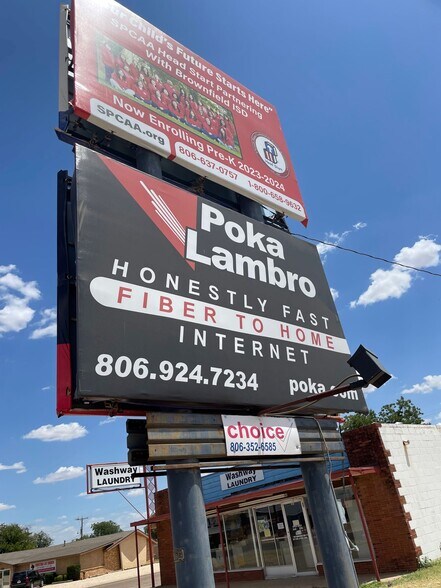 Child's Future Starts Here"
SPCAA Head Start Partnering
With Brownfield ISD
Now Enrolling Pre-K 2023-2024
SPCAA.org
806-637-0757
1-800-658-9632
Poka
Lambro
HONESTLY FAST
FIBER TO HOME
INTERNET
806.924.7234
poka.com
choice
806-352-6585
Washway
LAUNDRY
Washway
LAUNDRY